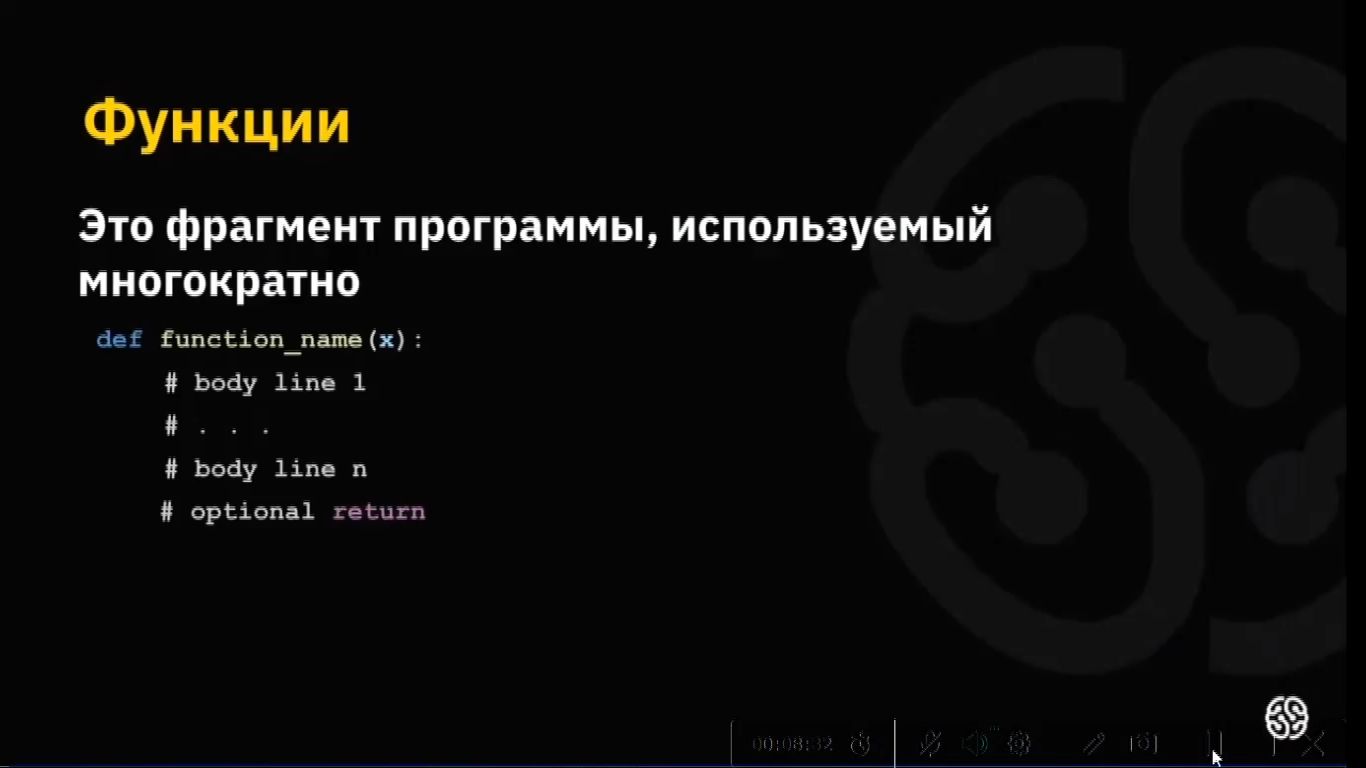 Функции
Это фрагмент программы, используемый
многократно
def function_name(x):
# body line 1
# . . .
# body line n
# optional return
00:08:32